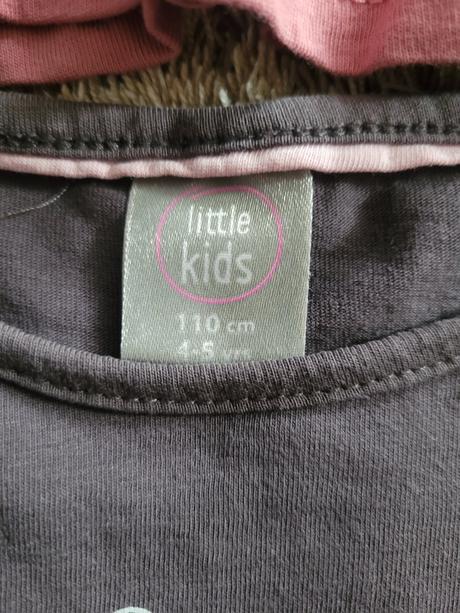 little
kids
110 cm
4-5 yrs